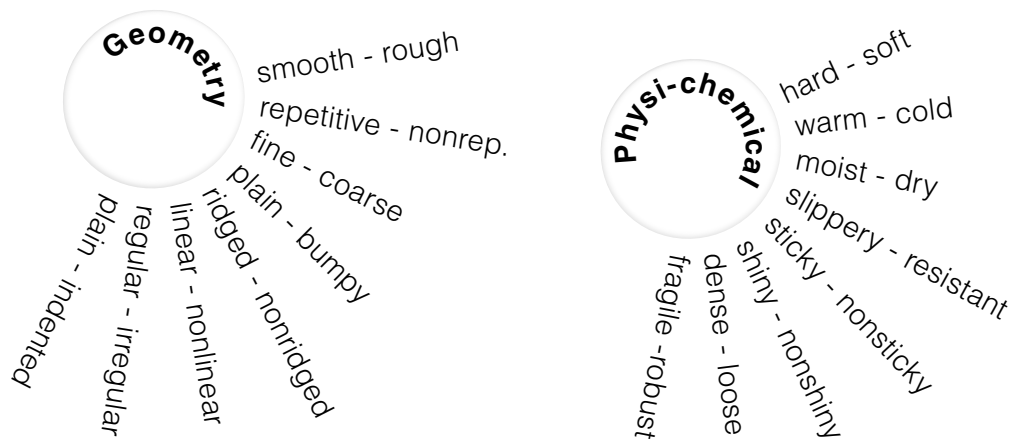 Geometry
smooth - rough
repetitive - nonrep.
fine - coarse
plain - bumpy
ridged - nonridged
linear - nonlinear
regular - irregular
plain - indented
Physi-chemical
hard - soft
warm - cold
moist - dry
slippery - resistant
sticky - nonsticky
shiny - nonshiny
dense - loose
fragile -robust